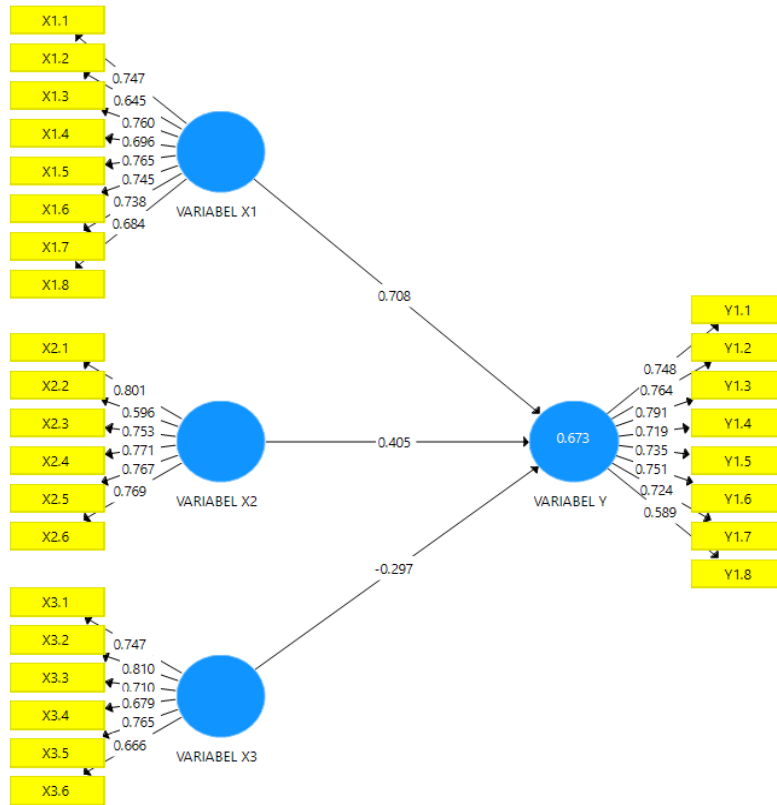 X1.1
X1.2
X1.3
X1.4
X1.5
X1.6
X1.7
X1.8
0.747
0.645
0.760
0.696
0.765
0.745
0.738
0.684
VARIABEL X1
0.708
X2.1
X2.2
X2.3
X2.4
X2.5
X2.6
0.801
0.596
0.753
0.771
0.767
0.769
VARIABEL X2
0.405
X3.1
X3.2
X3.3
X3.4
X3.5
X3.6
0.747
0.810
0.710
0.679
0.765
0.666
VARIABEL X3
-0.297
0.673
VARIABEL Y
0.748
0.764
0.791
0.719
0.735
0.751
0.724
0.589
Y1.1
Y1.2
Y1.3
Y1.4
Y1.5
Y1.6
Y1.7
Y1.8